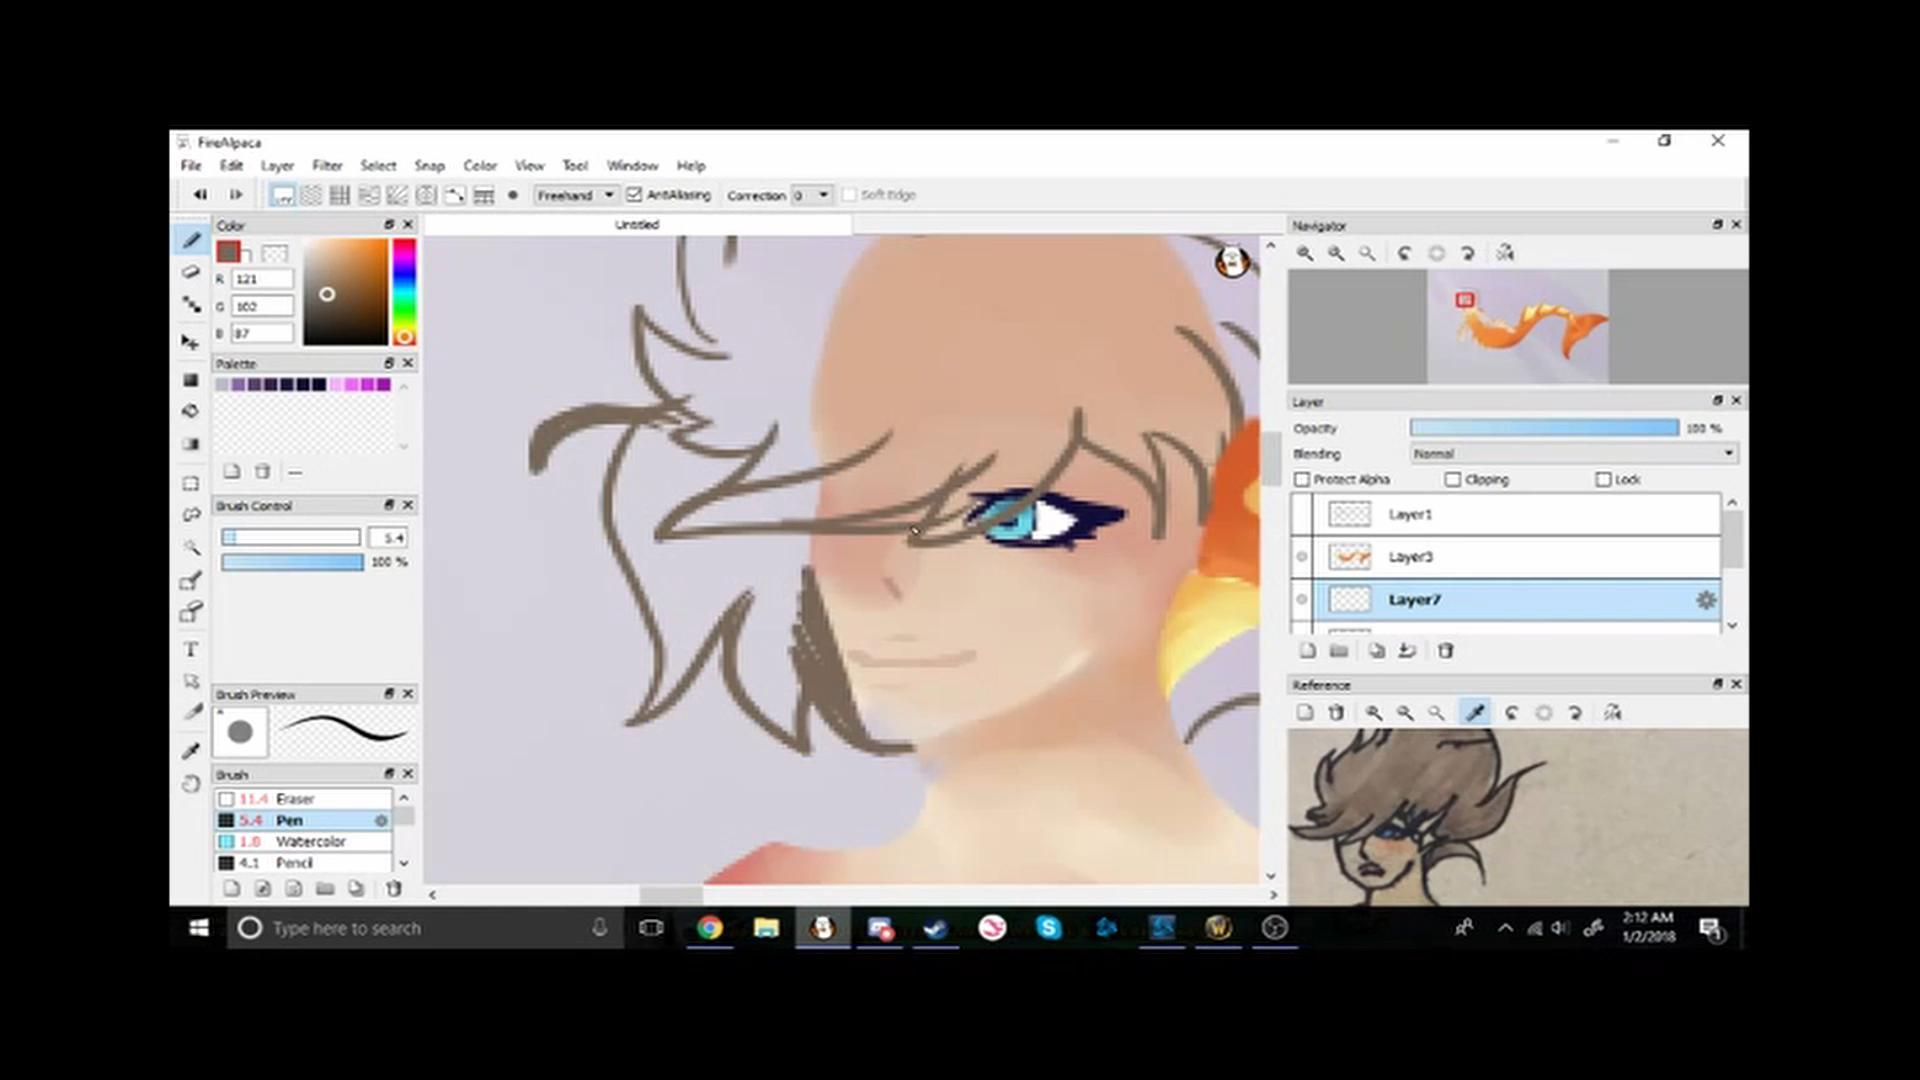 FireAlpaca
File Edit Layer Filter Select Snap Color View Tool Window Help
Freehand AntiAliasing Correction 0 Soft Edge
Color
Untitled
Navigator
R 121
G 102
B 87
Palette
Layer
Opacity 100 %
Blending Normal
Protect Alpha Clipping Lock
Brush Control
Layer1
5.4
Layer3
100 %
Layer7
Reference
Brush Preview
Brush
11.4 Eraser
5.4 Pen
1.8 Watercolor
4.1 Pencil
Type here to search
2:12 AM
1/2/2018